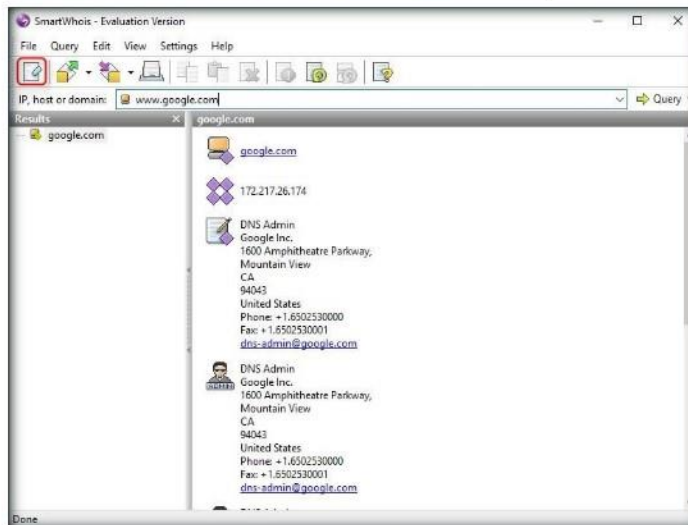 SmartWhois - Evaluation Version
File Query Edit View Settings Help
IP, host or domain: www.google.com Query
Results google.com
google.com
google.com
172.217.26.174
DNS Admin
Google Inc.
1600 Amphitheatre Parkway,
Mountain View
CA
94043
United States
Phone: +1.6502530000
Fax: +1.6502530001
dns-admin@google.com
DNS Admin
Google Inc.
1600 Amphitheatre Parkway,
Mountain View
CA
94043
United States
Phone: +1.6502530000
Fax: +1.6502530001
dns-admin@google.com
Done